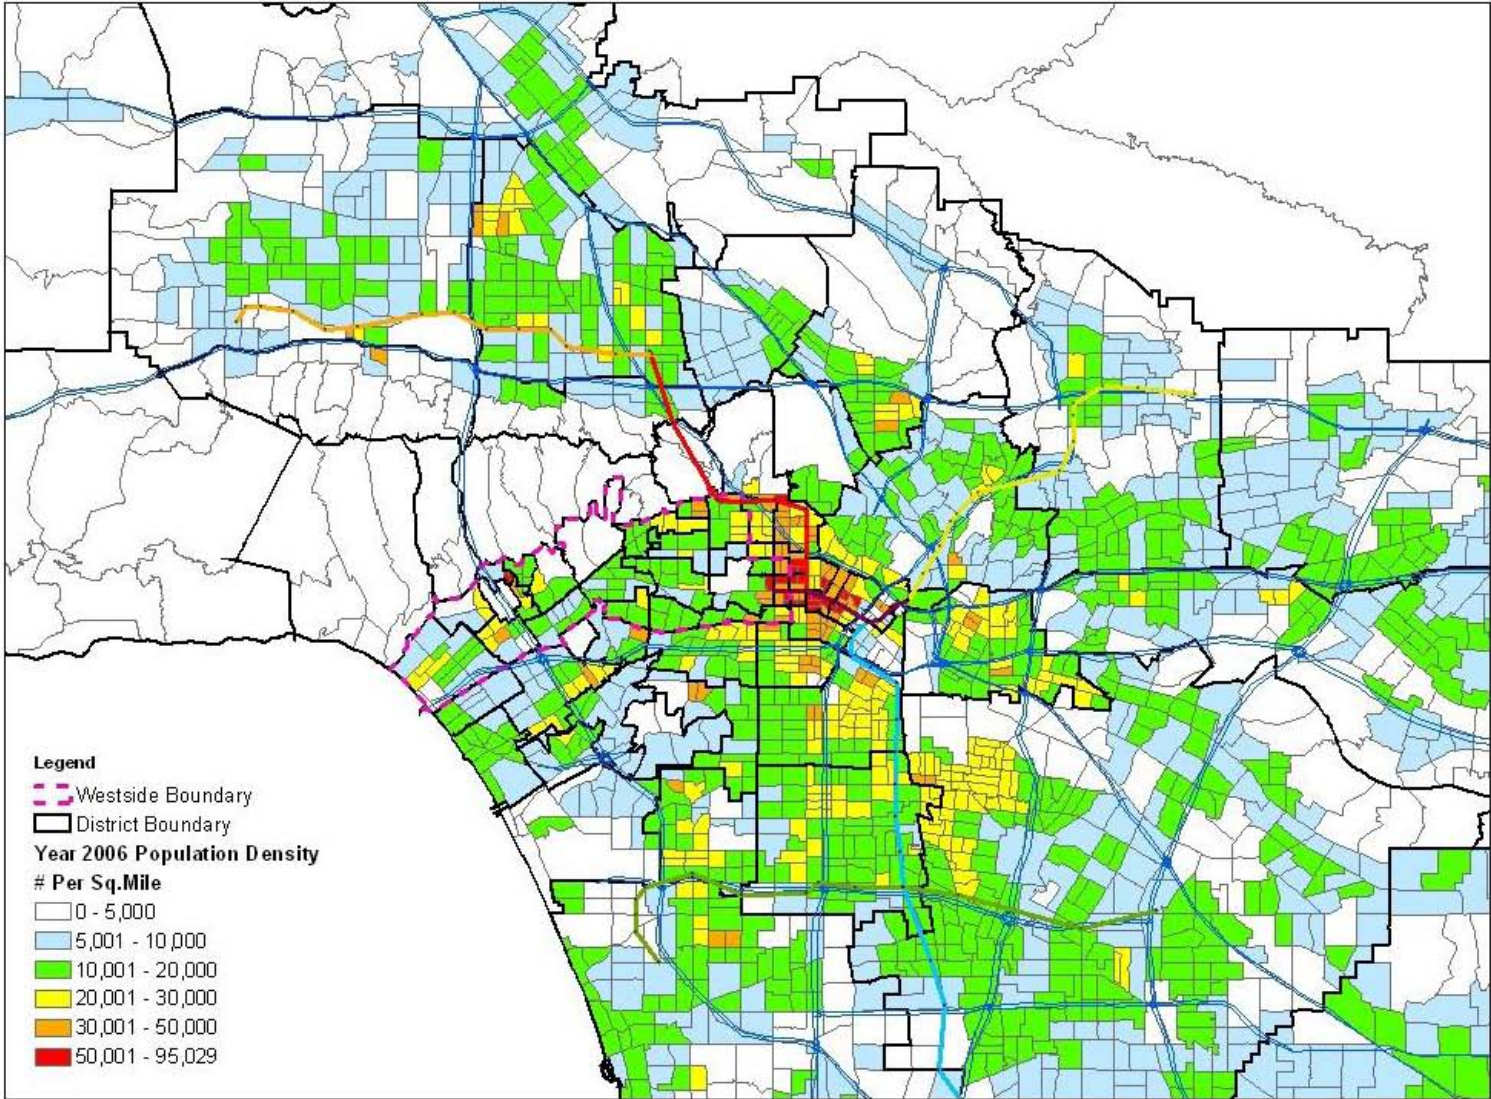 Legend
Westside Boundary
District Boundary
Year 2006 Population Density
# Per Sq.Mile
0 - 5,000
5,001 - 10,000
10,001 - 20,000
20,001 - 30,000
30,001 - 50,000
50,001 - 95,029